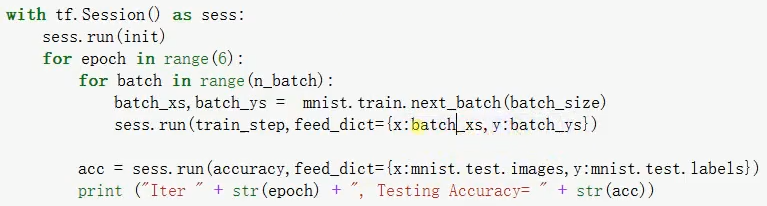 with tf.Session() as sess:
    sess.run(init)
    for epoch in range(6):
        for batch in range(n_batch):
            batch_xs,batch_ys =  mnist.train.next_batch(batch_size)
            sess.run(train_step,feed_dict={x:batch_xs,y:batch_ys})

        acc = sess.run(accuracy,feed_dict={x:mnist.test.images,y:mnist.test.labels})
        print ("Iter " + str(epoch) + ", Testing Accuracy= " + str(acc))